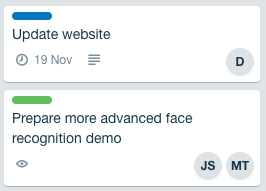 Update website
19 Nov
D
Prepare more advanced face
recognition demo
JS MT